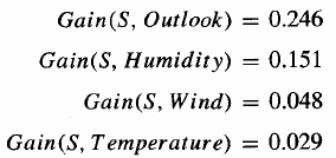 Gain(S, Outlook) = 0.246
Gain(S, Humidity) = 0.151
Gain(S, Wind) = 0.048
Gain(S, Temperature) = 0.029